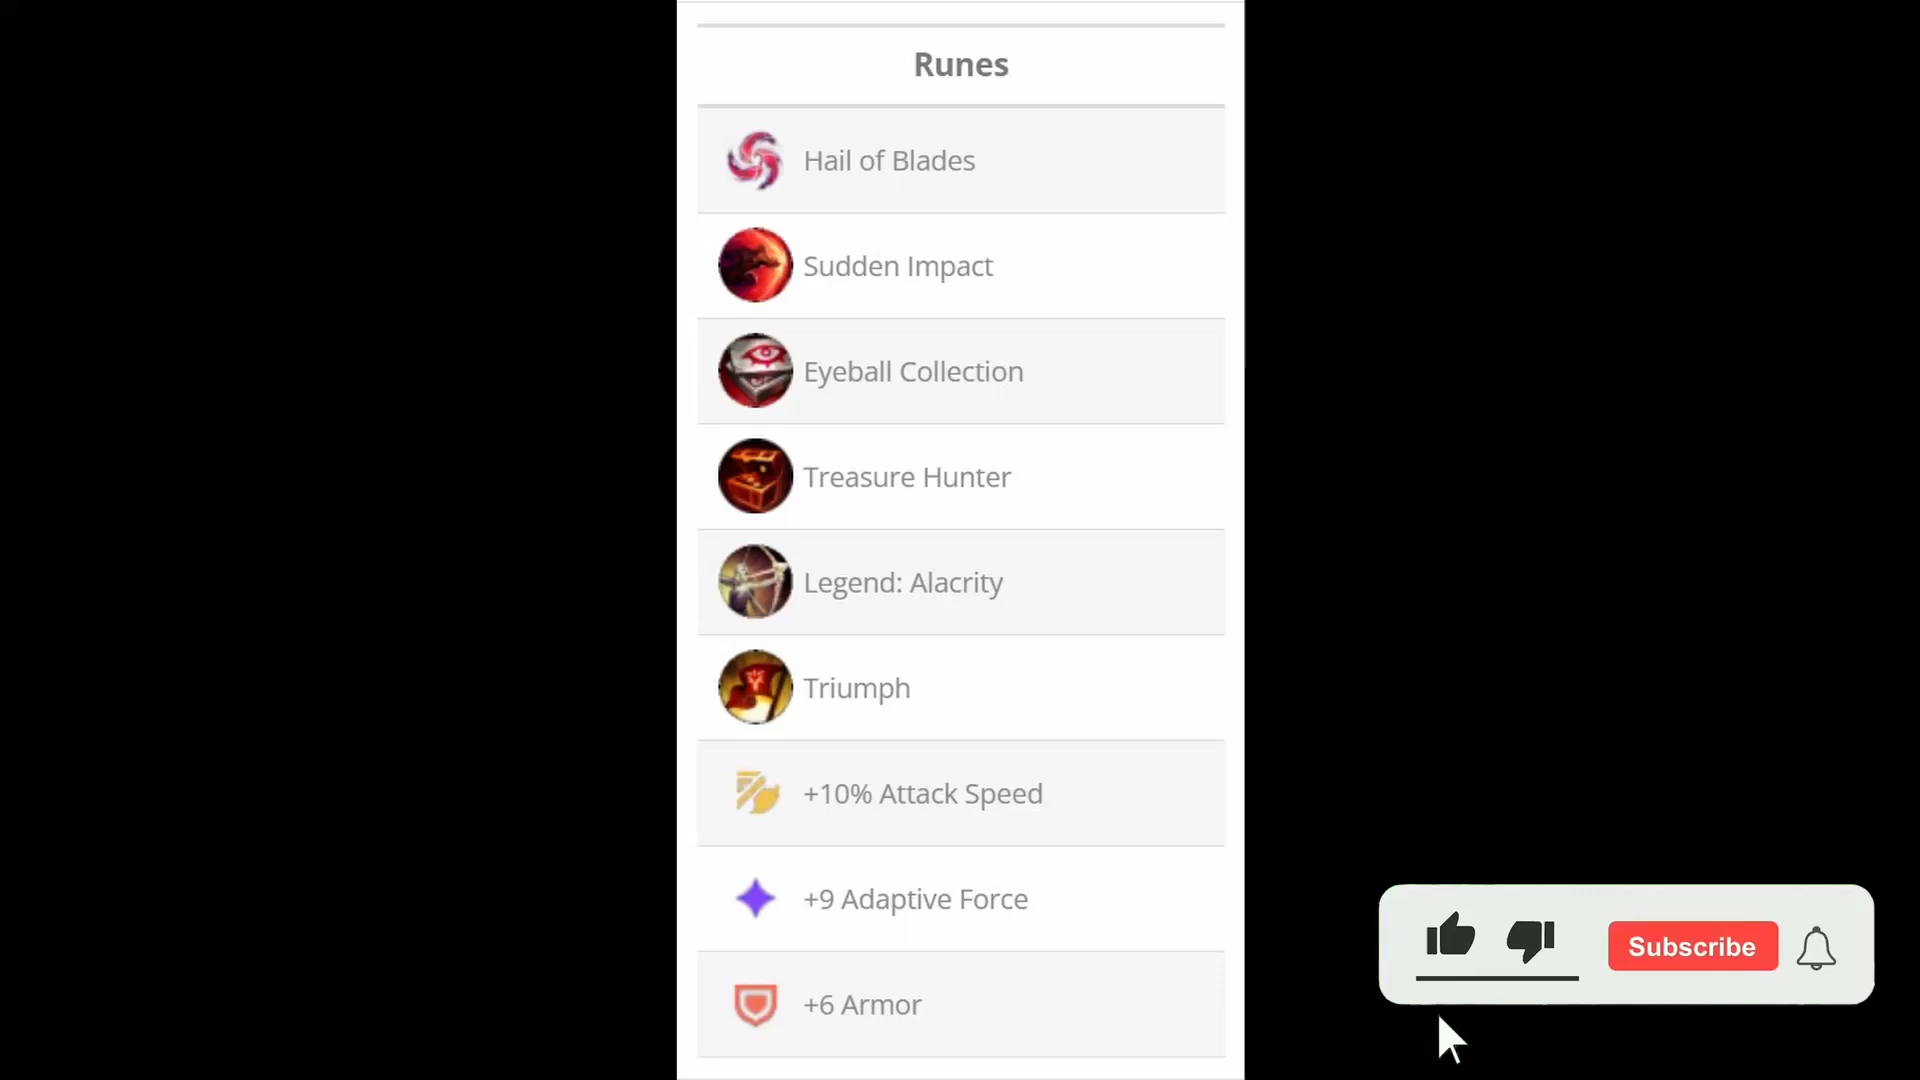 Runes
Hail of Blades
Sudden Impact
Eyeball Collection
Treasure Hunter
Legend: Alacrity
Triumph
+10% Attack Speed
+9 Adaptive Force
+6 Armor
Subscribe